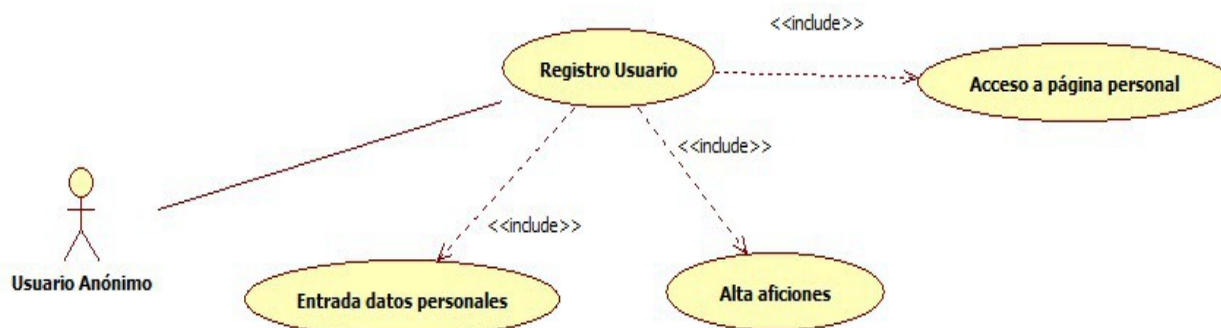 <<include>>
Registro Usuario
Acceso a página personal
<<include>>
<<include>>
Usuario Anónimo
Entrada datos personales
Alta aficiones